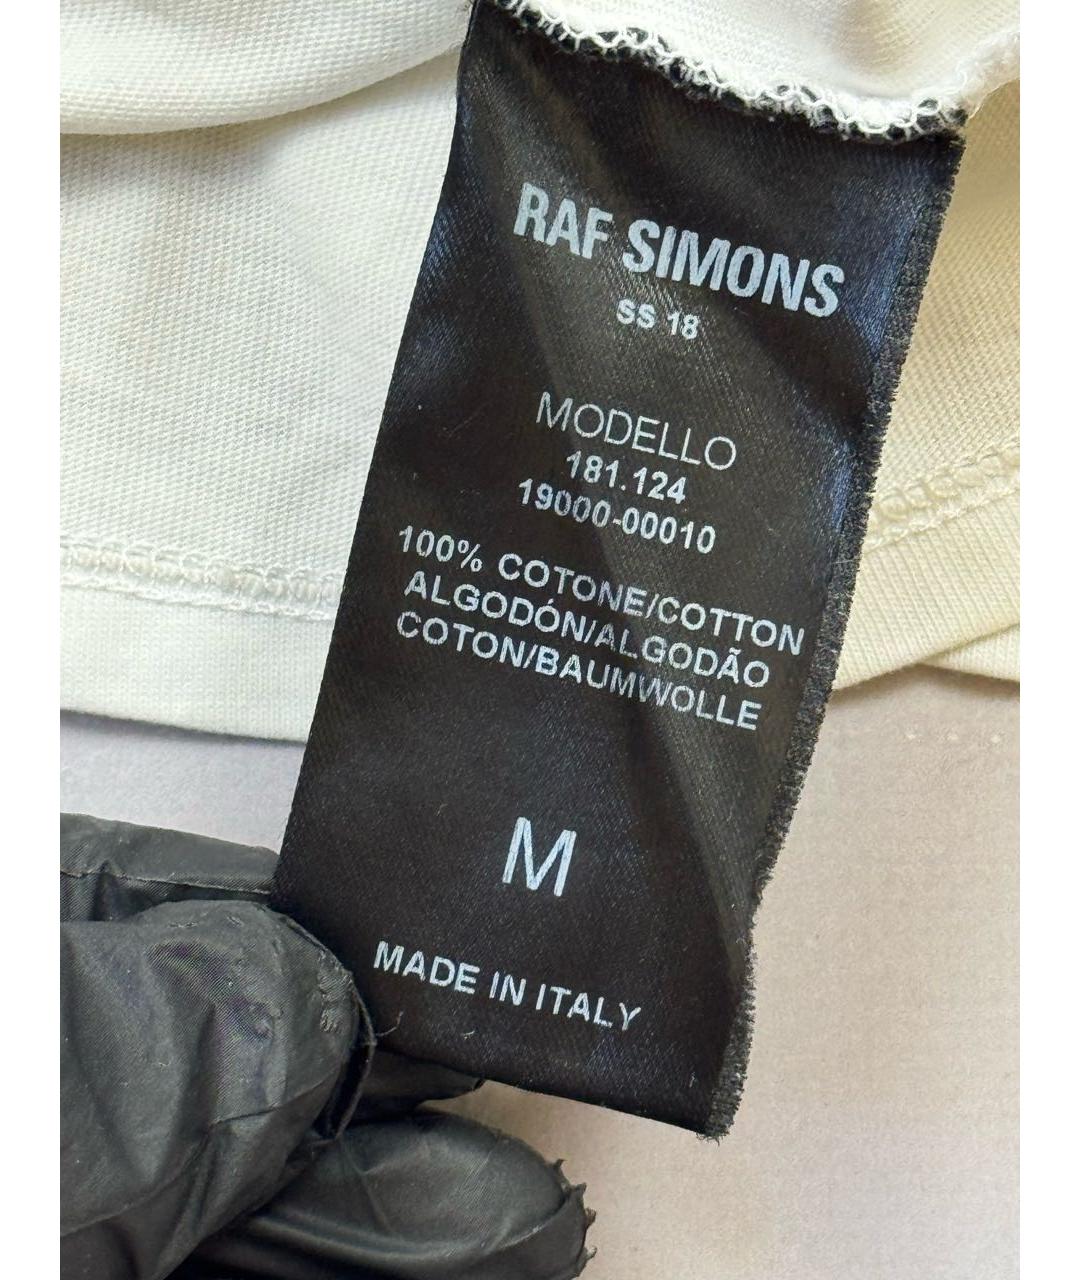 RAF SIMONS
SS 18
MODELLO
181.124
19000-00010
100% COTONE/COTTON
ALGODÓN/ALGODÃO
COTON/BAUMWOLLE
M
MADE IN ITALY